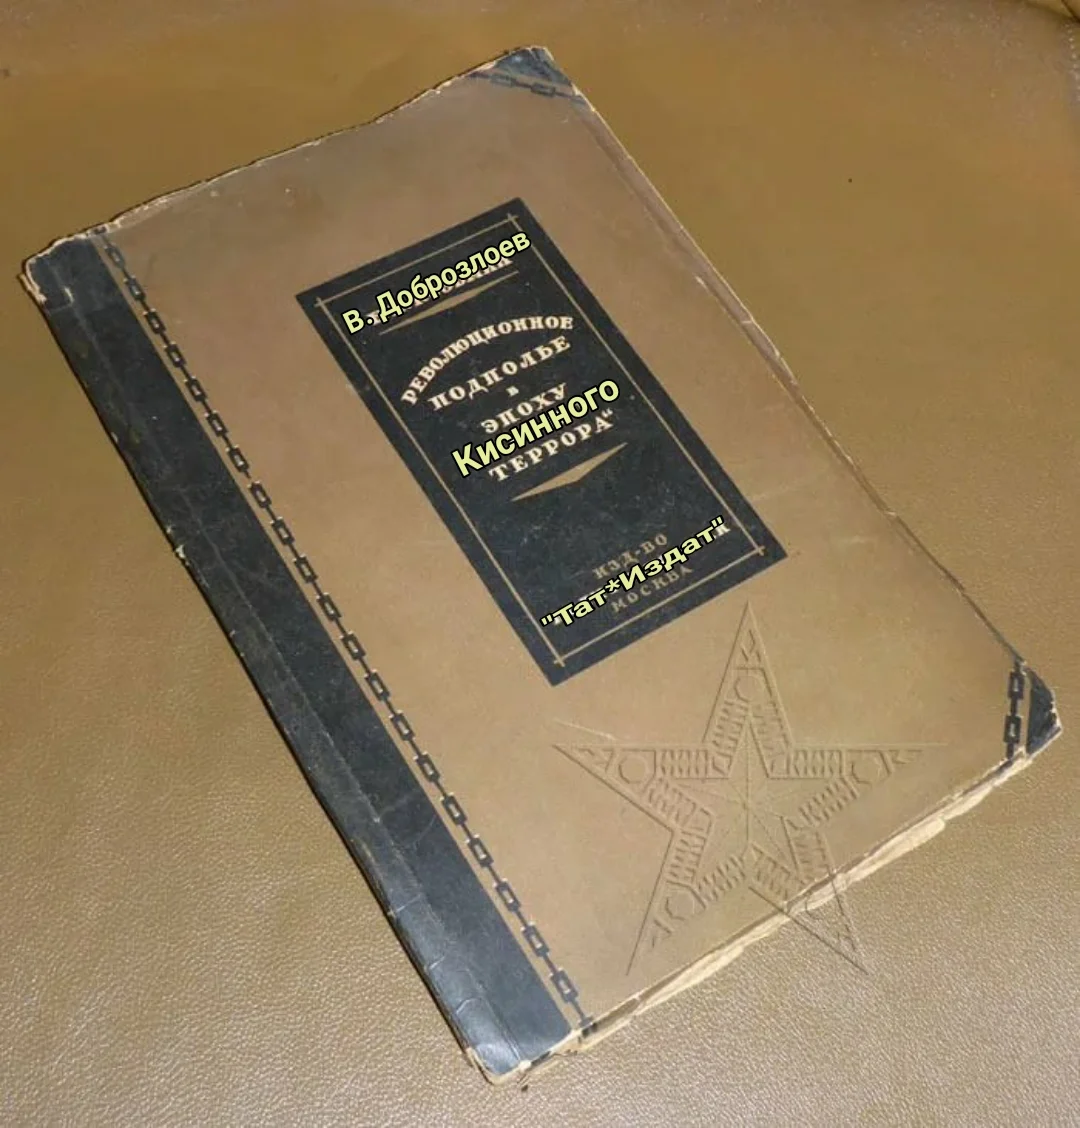 В. Доброзлоев
РЕВОЛЮЦИОННОЕ
ПОДПОЛЬЕ
В
ЭПОХУ
Кисинного
ТЕРРОРА“
ИЗД-ВО
"Тат*Издат"
МОСКВА